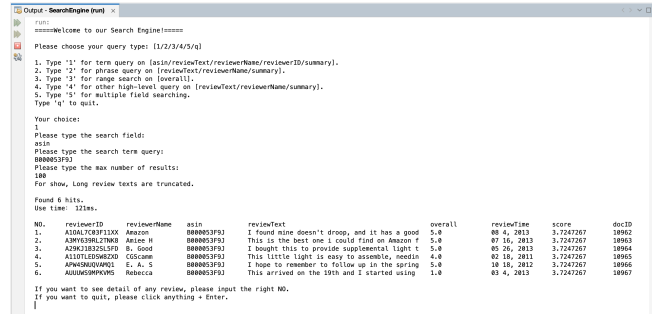 Output - SearchEngine (run)
run:
=====Welcome to our Search Engine!=====
Please choose your query type: [1/2/3/4/5/q]
1. Type '1' for term query on [asin/reviewText/reviewerName/reviewerID/summary].
2. Type '2' for phrase query on [reviewText/reviewerName/summary].
3. Type '3' for range search on [overall].
4. Type '4' for other high-level query on [reviewText/reviewerName/summary].
5. Type '5' for multiple field searching.
Type 'q' to quit.
Your choice:
1
Please type the search field:
asin
Please type the search term query:
B000053F9J
Please type the max number of results:
100
For show, Long review texts are truncated.
Found 6 hits.
Use time: 121ms.
NO. reviewerID reviewerName asin reviewText overall reviewTime score docID
1. A1OAL7C03F11XX Amazon B000053F9J I found mine doesn't droop, and it has a good 5.0 08 4, 2013 3.7247267 10962
2. A3MY639RL2TNK8 Amiee H B000053F9J This is the best one i could find on Amazon f 5.0 07 16, 2013 3.7247267 10963
3. A29KJ1B32SL5FD B. Good B000053F9J I bought this to provide supplemental light t 5.0 05 26, 2013 3.7247267 10964
4. A11OTLEDSW8ZXD CGScamm B000053F9J This little light is easy to assemble, needin 4.0 02 18, 2011 3.7247267 10965
5. APW4SNUQVAMQ1 E. A. S B000053F9J I hope to remember to follow up in the spring 5.0 10 18, 2012 3.7247267 10966
6. AUUUWS9MPKVM5 Rebecca B000053F9J This arrived on the 19th and I started using 1.0 03 4, 2013 3.7247267 10967
If you want to see detail of any review, please input the right NO.
If you want to quit, please click anything + Enter.